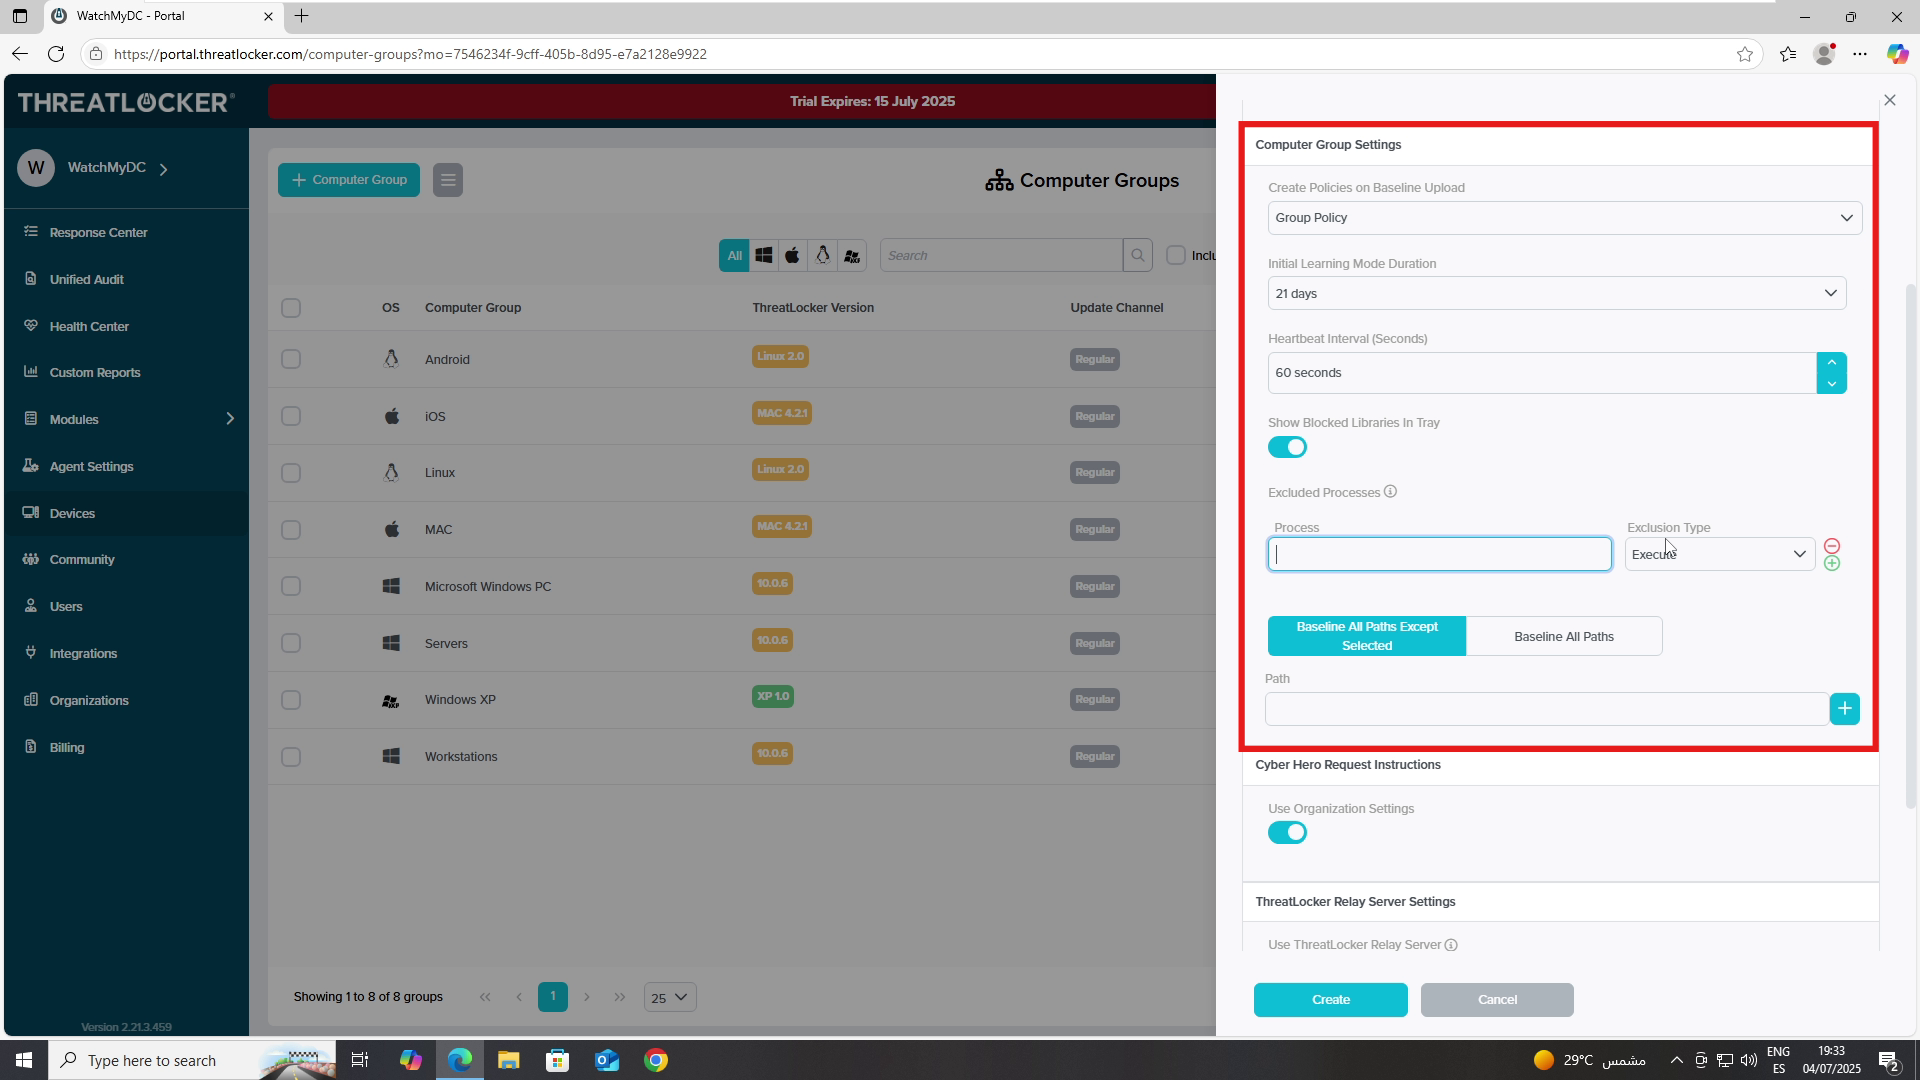 WatchMyDC - Portal
https://portal.threatlocker.com/computer-groups?mo=7546234f-9cff-405b-8d95-e7a2128e9922
THREATLOCKER
Trial Expires: 15 July 2025
W WatchMyDC
Response Center
Unified Audit
Health Center
Custom Reports
Modules
Agent Settings
Devices
Community
Users
Integrations
Organizations
Billing
Version 2.21.3.459
+ Computer Group
Computer Groups
All
Search
Inclu
OS Computer Group ThreatLocker Version Update Channel
Android Linux 2.0 Regular
iOS MAC 4.2.1 Regular
Linux Linux 2.0 Regular
MAC MAC 4.2.1 Regular
Microsoft Windows PC 10.0.6 Regular
Servers 10.0.6 Regular
Windows XP XP 1.0 Regular
Workstations 10.0.6 Regular
Showing 1 to 8 of 8 groups
1
25
Computer Group Settings
Create Policies on Baseline Upload
Group Policy
Initial Learning Mode Duration
21 days
Heartbeat Interval (Seconds)
60 seconds
Show Blocked Libraries In Tray
Excluded Processes
Process Exclusion Type
Execute
Baseline All Paths Except
Selected
Baseline All Paths
Path
Cyber Hero Request Instructions
Use Organization Settings
ThreatLocker Relay Server Settings
Use ThreatLocker Relay Server
Create Cancel
Type here to search
29°C مشمس
ENG
ES
19:33
04/07/2025
2